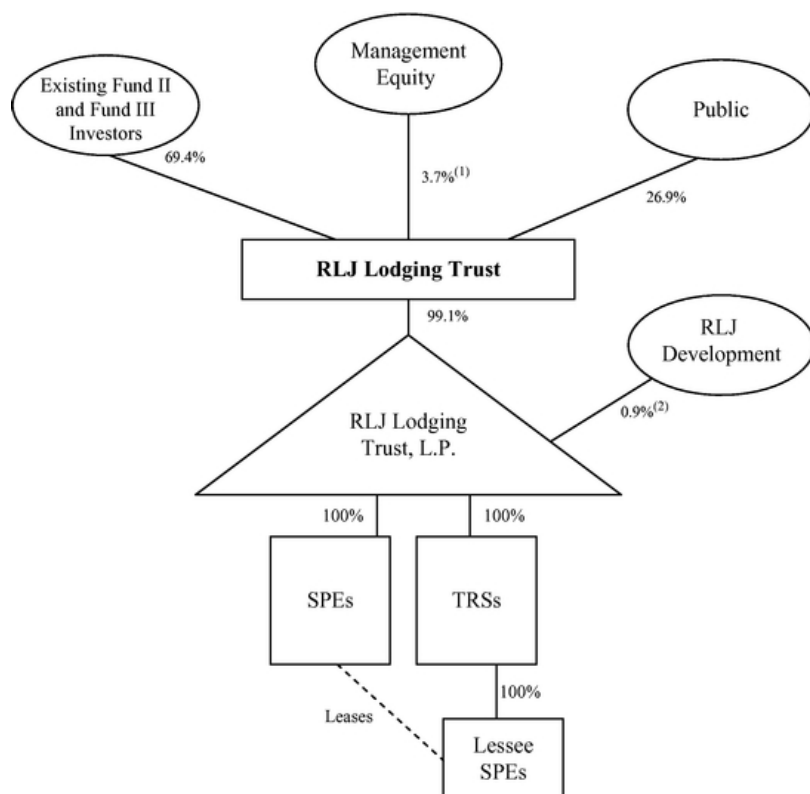 Management
Equity
Existing Fund II
and Fund III
Investors
Public
69.4%
3.7%(1)
26.9%
RLJ Lodging Trust
99.1%
RLJ
Development
0.9%(2)
RLJ Lodging
Trust, L.P.
100%
100%
SPEs
TRSs
100%
Leases
Lessee
SPEs